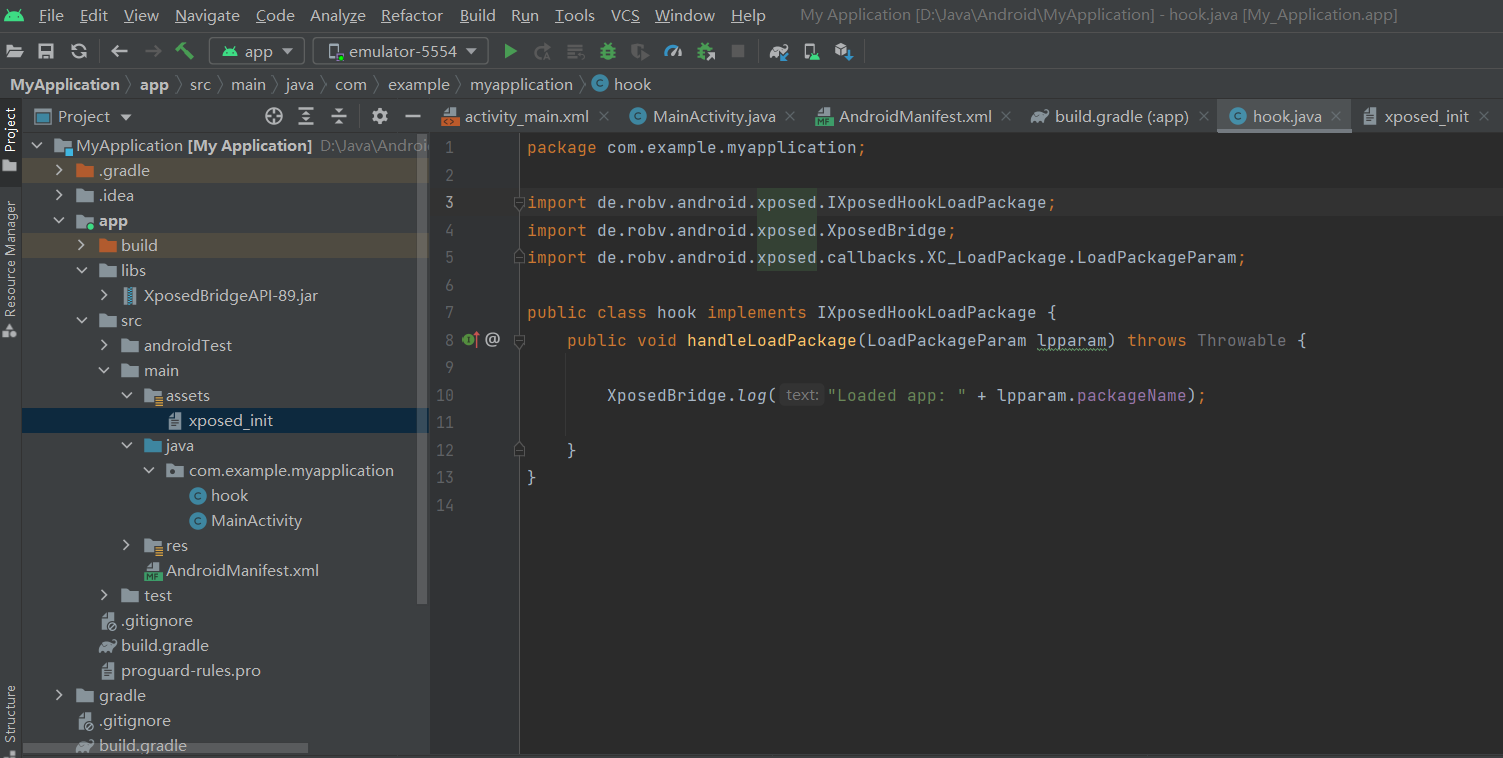 File Edit View Navigate Code Analyze Refactor Build Run Tools VCS Window Help My Application [D:\Java\Android\MyApplication] - hook.java [My_Application.app]
app emulator-5554
MyApplication app src main java com example myapplication hook
Project
activity_main.xml MainActivity.java AndroidManifest.xml build.gradle (:app) hook.java xposed_init
Project
Resource Manager
Structure
MyApplication [My Application] D:\Java\Androi
.gradle
.idea
app
build
libs
XposedBridgeAPI-89.jar
src
androidTest
main
assets
xposed_init
java
com.example.myapplication
hook
MainActivity
res
AndroidManifest.xml
test
.gitignore
build.gradle
proguard-rules.pro
gradle
.gitignore
build.gradle
1 package com.example.myapplication;
2
3 import de.robv.android.xposed.IXposedHookLoadPackage;
4 import de.robv.android.xposed.XposedBridge;
5 import de.robv.android.xposed.callbacks.XC_LoadPackage.LoadPackageParam;
6
7 public class hook implements IXposedHookLoadPackage {
8 @ public void handleLoadPackage(LoadPackageParam lpparam) throws Throwable {
9
10 XposedBridge.log( text: "Loaded app: " + lpparam.packageName);
11
12 }
13 }
14